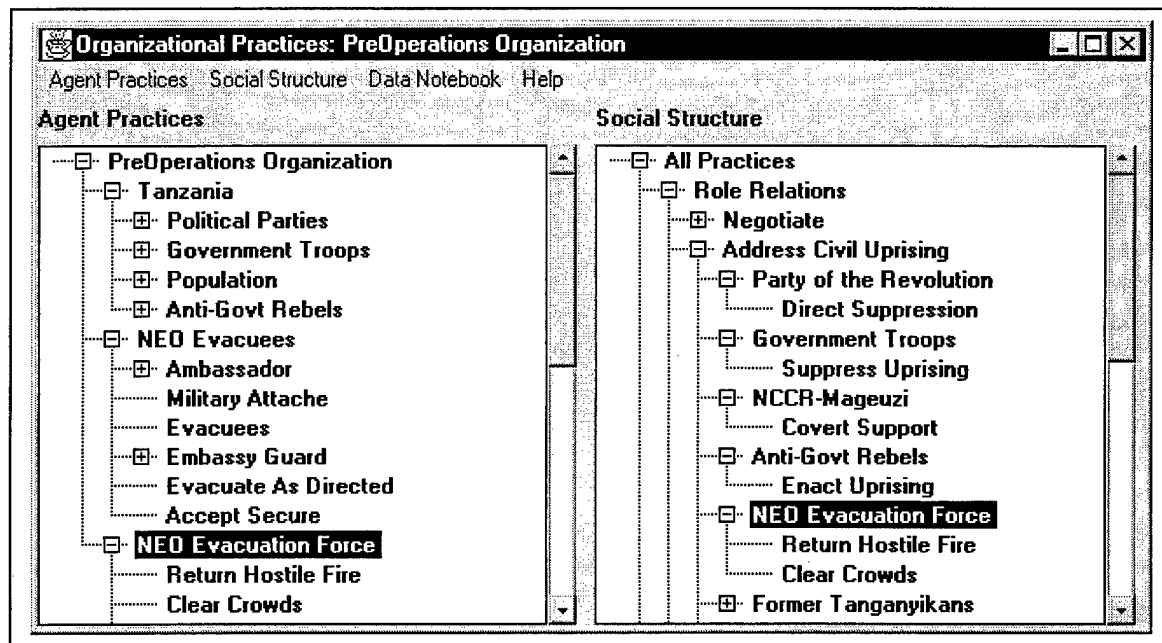 Organizational Practices: PreOperations Organization
Agent Practices Social Structure Data Notebook Help
Agent Practices
PreOperations Organization
Tanzania
Political Parties
Government Troops
Population
Anti-Govt Rebels
NEO Evacuees
Ambassador
Military Attache
Evacuees
Embassy Guard
Evacuate As Directed
Accept Secure
NEO Evacuation Force
Return Hostile Fire
Clear Crowds
Social Structure
All Practices
Role Relations
Negotiate
Address Civil Uprising
Party of the Revolution
Direct Suppression
Government Troops
Suppress Uprising
NCCR-Mageuzi
Covert Support
Anti-Govt Rebels
Enact Uprising
NEO Evacuation Force
Return Hostile Fire
Clear Crowds
Former Tanganyikans